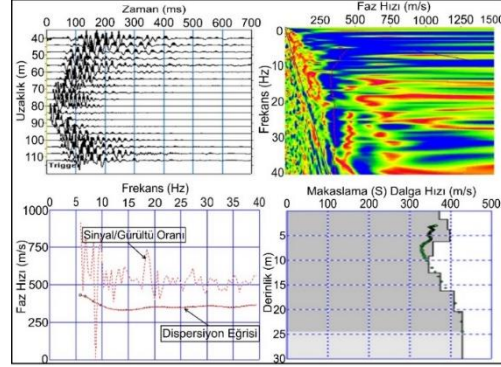 Zaman (ms)
0 100 200 300 400 500 600 700
Uzaklık (m)
40
50
60
70
80
90
100
110
Trigger
Faz Hızı (m/s)
250 500 750 1000 1500
Frekans (Hz)
0
10
20
30
40
Frekans (Hz)
0 5 10 15 20 25 30 35 40
Faz Hızı (m/s)
1000
750
500
250
0
Sinyal/Gürültü Oranı
Dispersiyon Eğrisi
Makaslama (S) Dalga Hızı (m/s)
0 100 200 300 400 500
Derinlik (m)
5
10
15
20
25
30